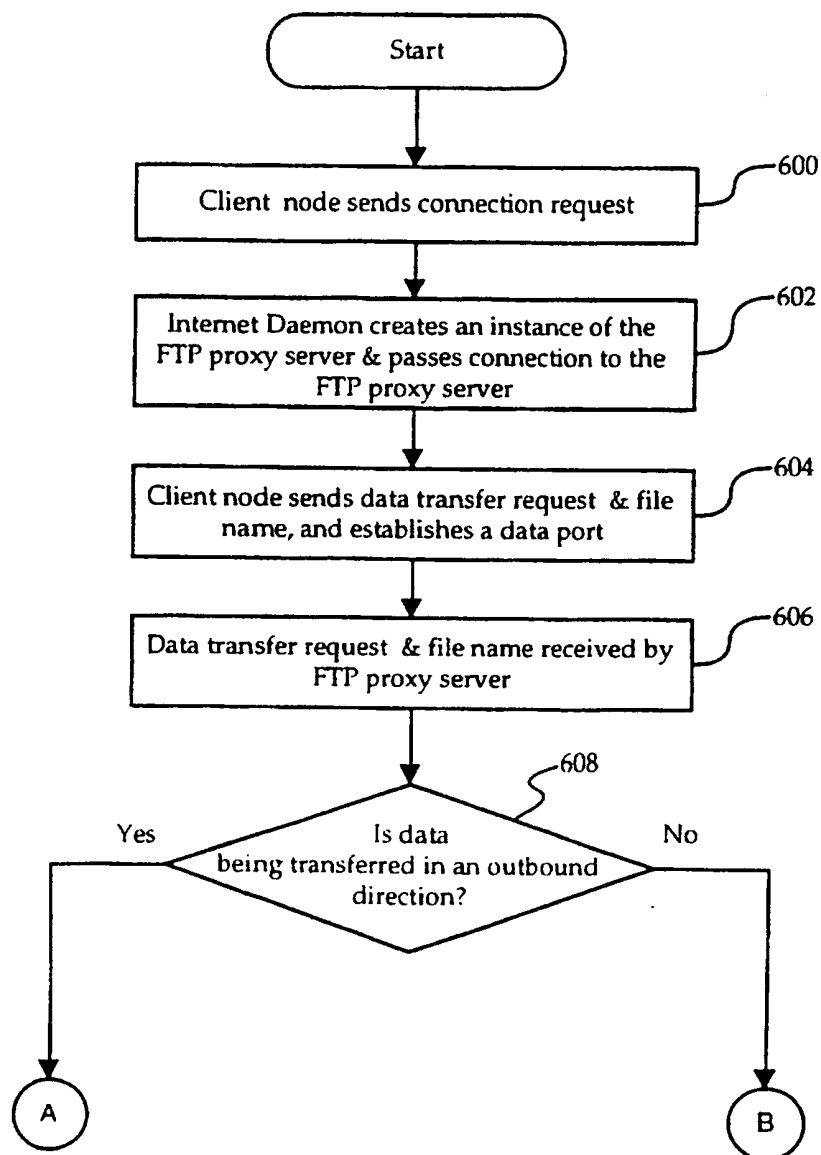 Start
600
Client node sends connection request
602
Internet Daemon creates an instance of the
FTP proxy server & passes connection to the
FTP proxy server
604
Client node sends data transfer request & file
name, and establishes a data port
606
Data transfer request & file name received by
FTP proxy server
608
Yes
Is data
No
being transferred in an outbound
direction?
A
B